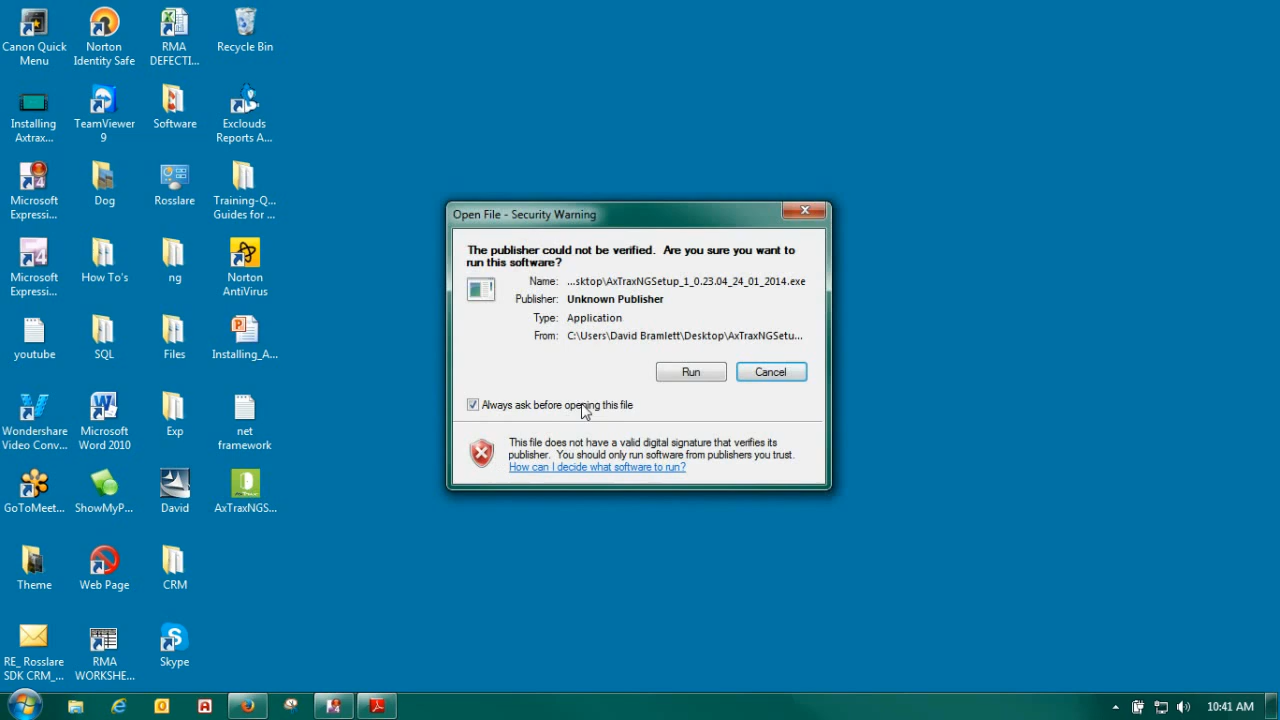 Canon Quick
Menu
Norton
Identity Safe
RMA
DEFECTI...
Recycle Bin
Installing
Axtrax...
TeamViewer
9
Software
Exclouds
Reports A...
Microsoft
Expressi...
Dog
Rosslare
Training-Q...
Guides for ...
Microsoft
Expressi...
How To's
ng
Norton
AntiVirus
youtube
SQL
Files
Installing_A...
Wondershare
Video Conv...
Microsoft
Word 2010
Exp
net
framework
GoToMeet...
ShowMyP...
David
AxTraxNGS...
Theme
Web Page
CRM
RE_ Rosslare
SDK CRM_...
RMA
WORKSHE...
Skype
Open File - Security Warning
The publisher could not be verified. Are you sure you want to
run this software?
Name: ...sktop\AxTraxNGSetup_1_0.23.04_24_01_2014.exe
Publisher: Unknown Publisher
Type: Application
From: C:\Users\David Bramlett\Desktop\AxTraxNGSetu...
Run
Cancel
Always ask before opening this file
This file does not have a valid digital signature that verifies its
publisher. You should only run software from publishers you trust.
How can I decide what software to run?
10:41 AM